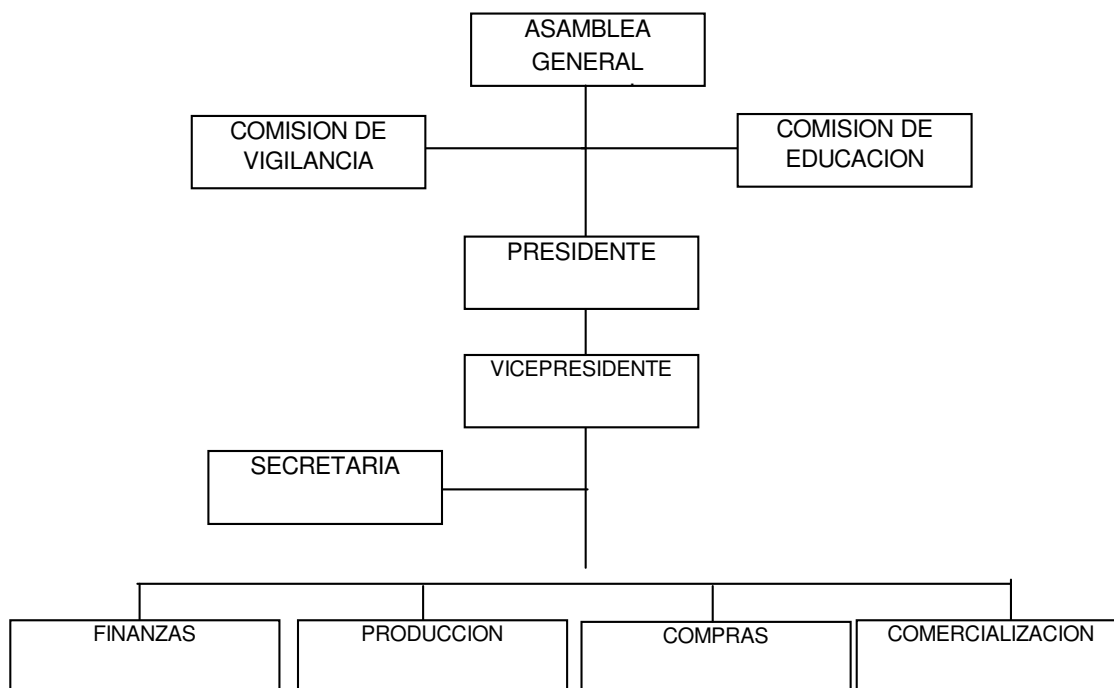 ASAMBLEA
GENERAL
COMISION DE
VIGILANCIA
COMISION DE
EDUCACION
PRESIDENTE
VICEPRESIDENTE
SECRETARIA
FINANZAS
PRODUCCION
COMPRAS
COMERCIALIZACION